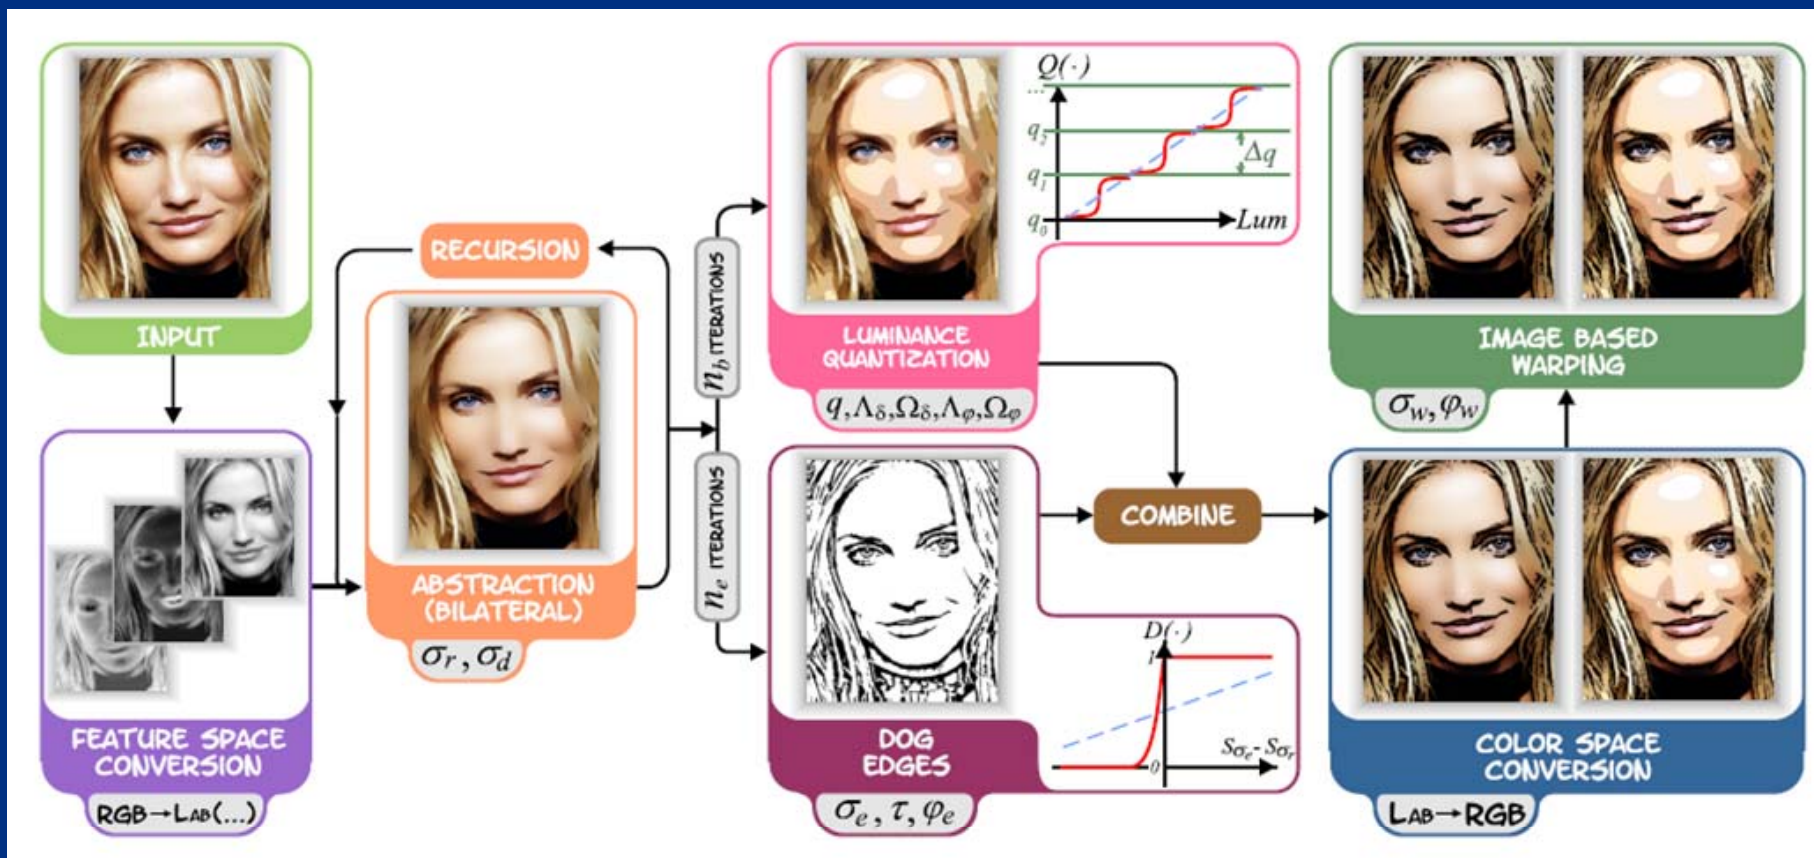 INPUT
RGB→LAB(...)
FEATURE SPACE
CONVERSION
RECURSION
ABSTRACTION
(BILATERAL)
σr, σd
nb ITERATIONS
ne ITERATIONS
Q(·)
...
q2
Δq
q1
q0
Lum
LUMINANCE
QUANTIZATION
q, Λδ, Ωδ, Λφ, Ωφ
D(·)
1
Sσe - Sσr
0
DOG
EDGES
σe, τ, φe
COMBINE
COLOR SPACE
CONVERSION
LAB→RGB
IMAGE BASED
WARPING
σw, φw